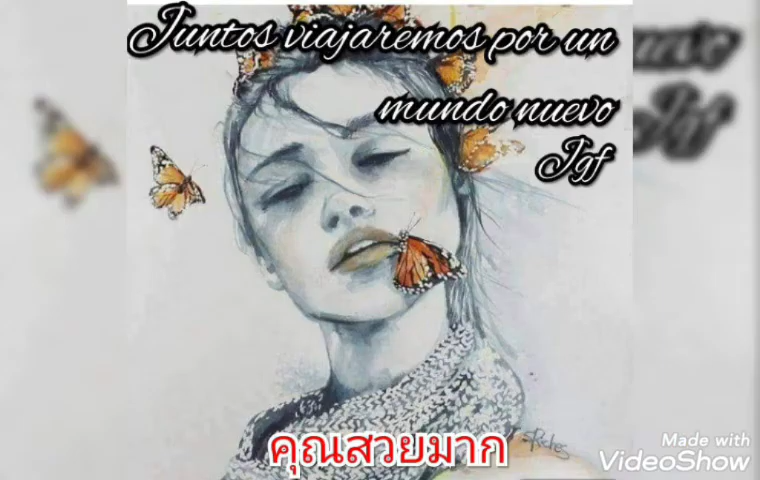 Juntos viajaremos por un
mundo nuevo
Jgf
คุณสวยมาก
Made with
VideoShow